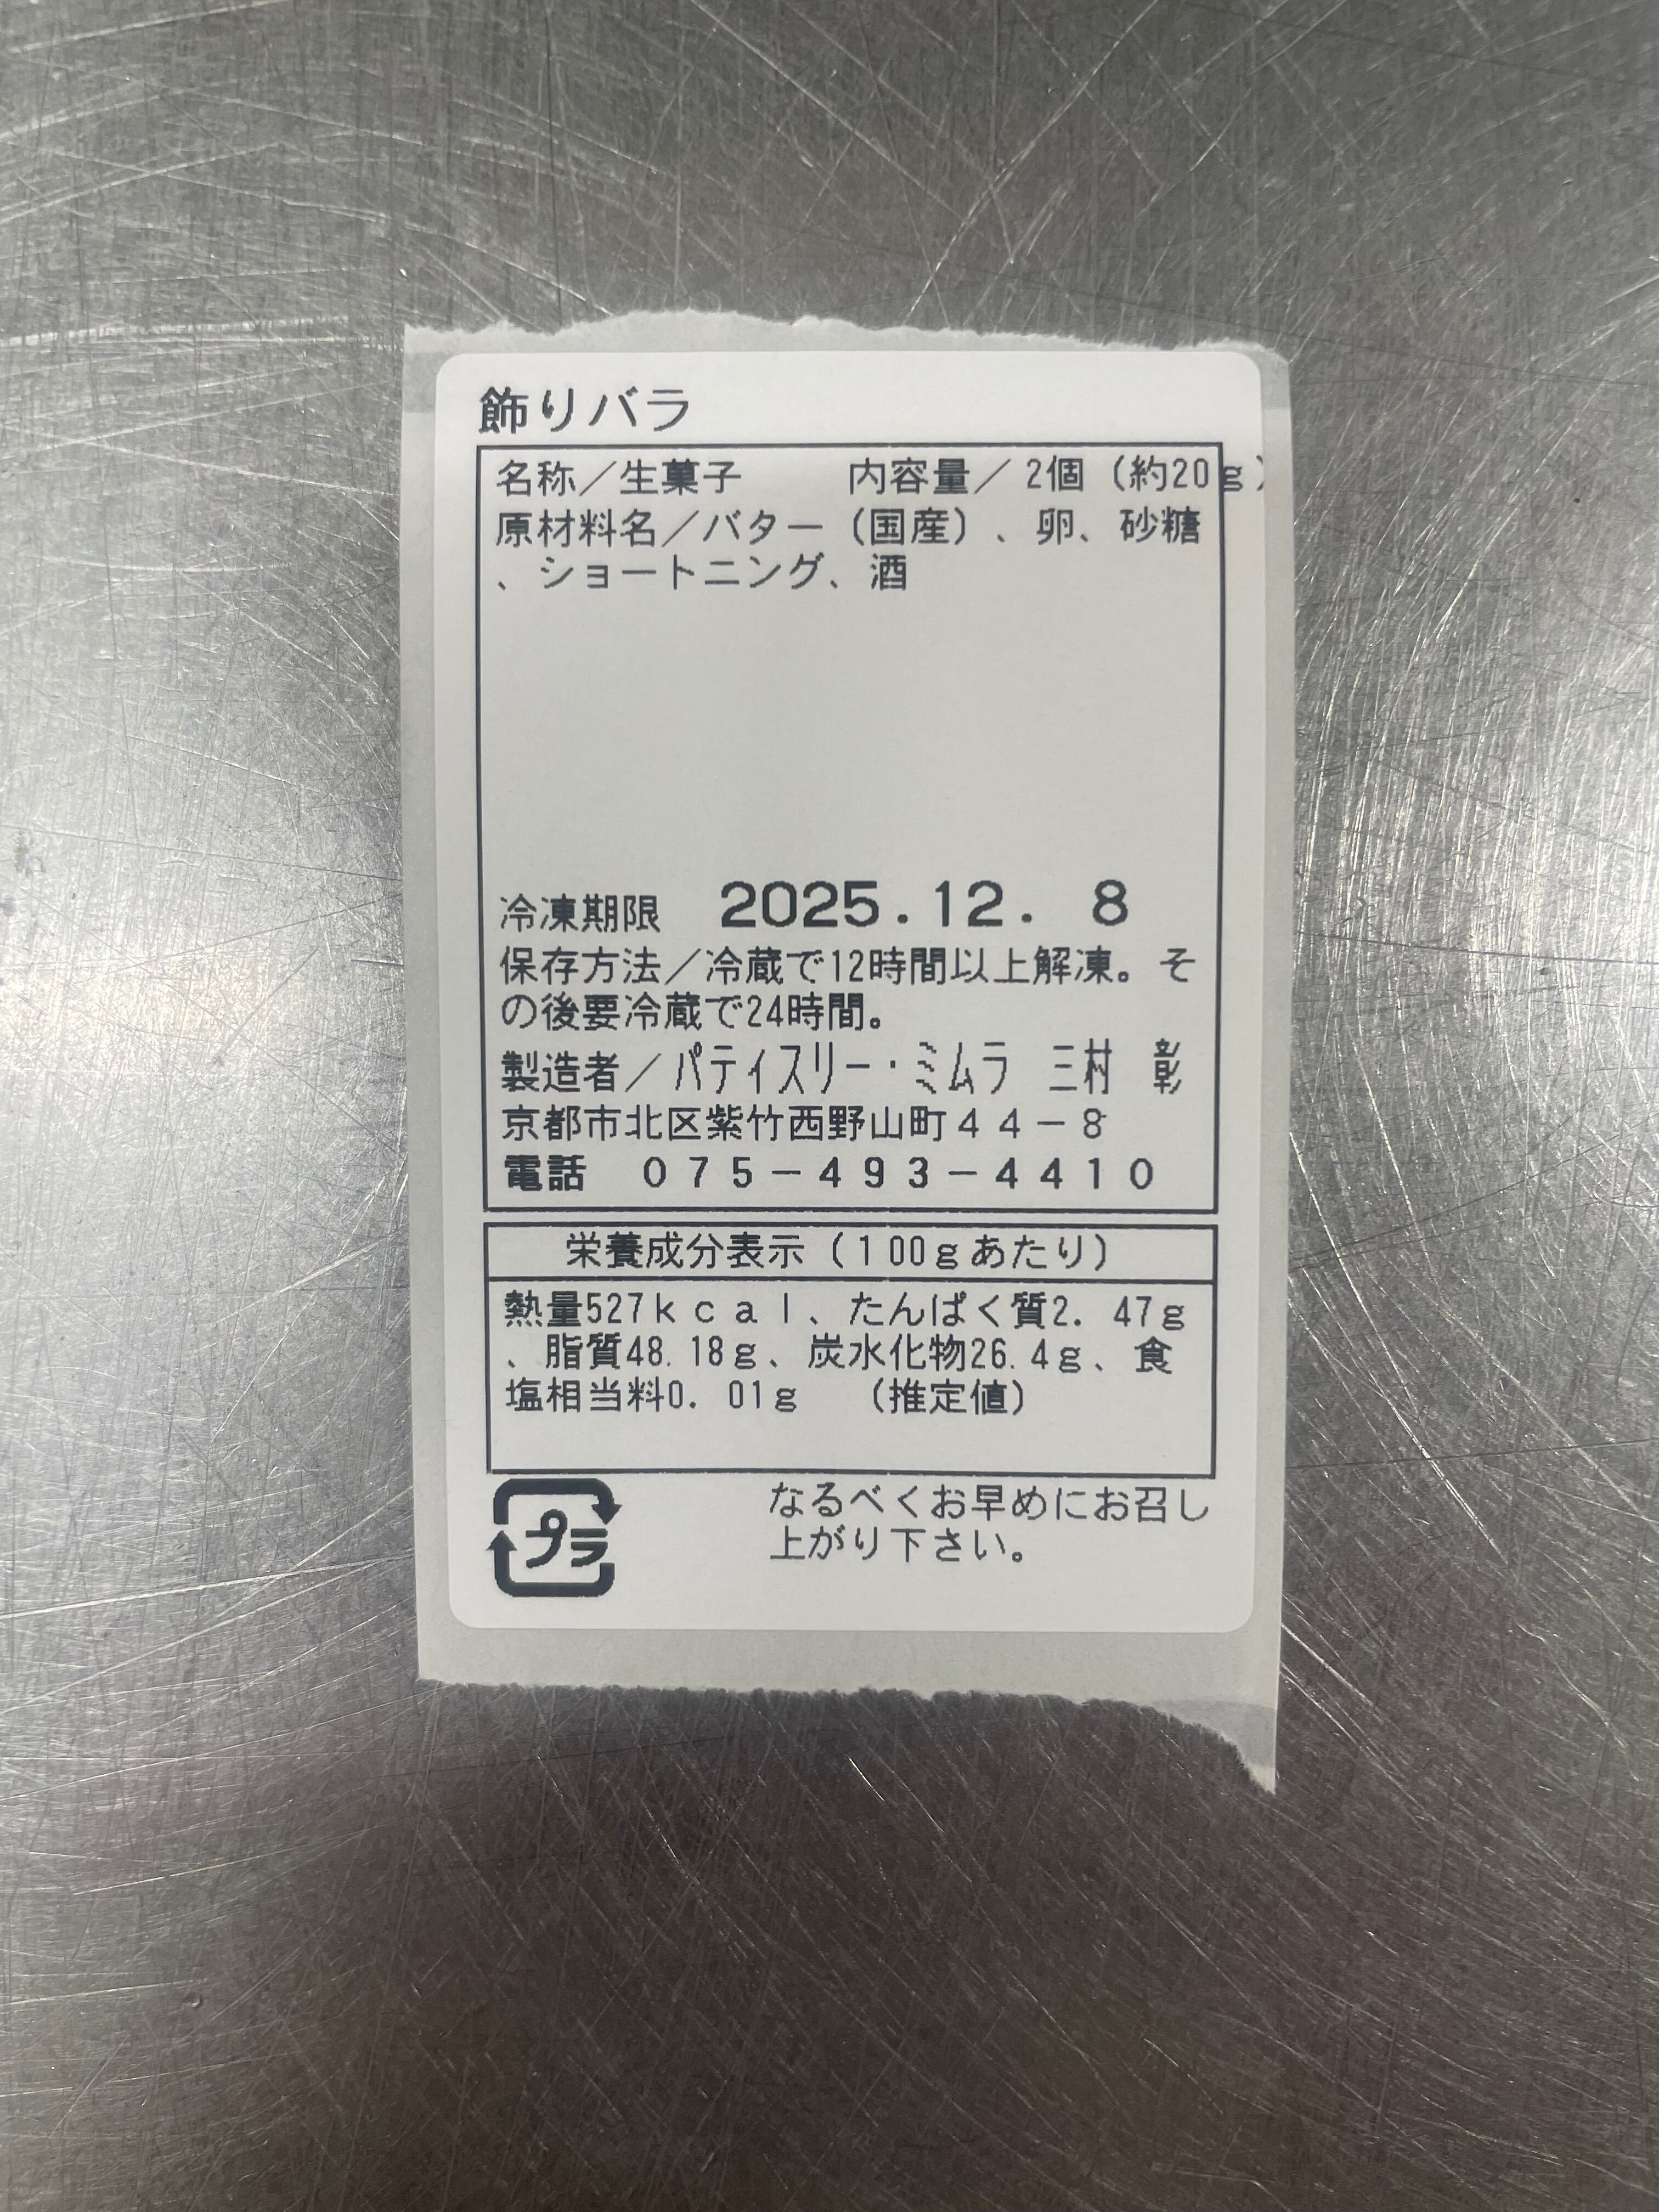 飾りバラ
名称／生菓子　　内容量／2個（約20g）
原材料名／バター（国産）、卵、砂糖
、ショートニング、酒
冷凍期限　2025.12. 8
保存方法／冷蔵で12時間以上解凍。そ
の後要冷蔵で24時間。
製造者／パティスリー・ミムラ　三村　彰
京都市北区紫竹西野山町４４－８
電話　０７５－４９３－４４１０
栄養成分表示（１00ｇあたり）
熱量527ｋｃａｌ、たんぱく質2．47ｇ
、脂質48.18ｇ、炭水化物26.4ｇ、食
塩相当料0．01ｇ　（推定値）
プラ
なるべくお早めにお召し
上がり下さい。